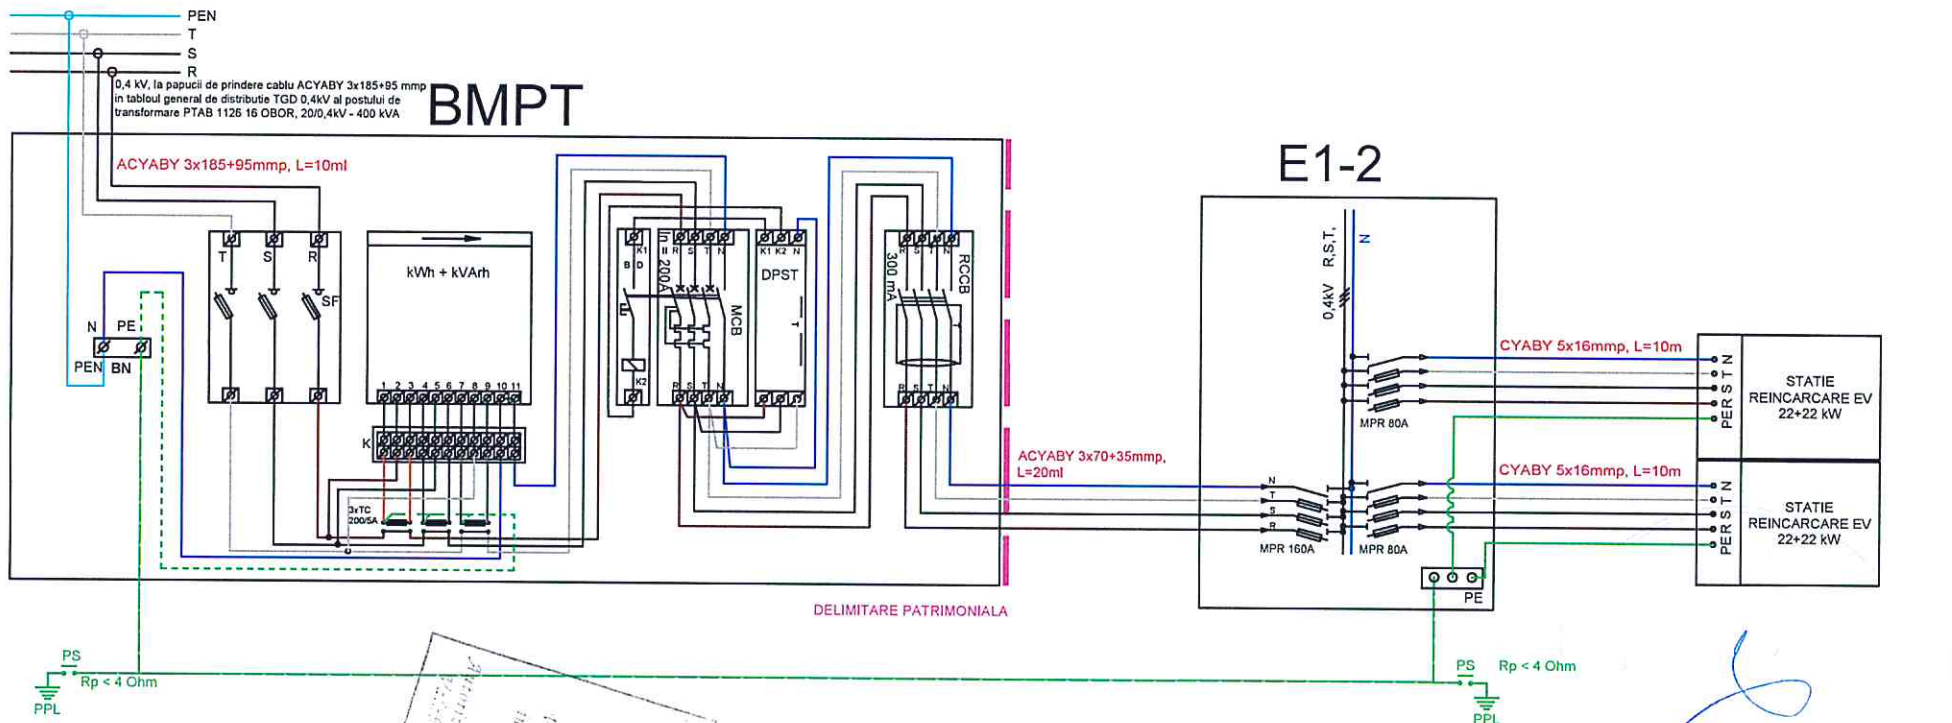 PEN
T
S
R
0,4 kV, la papucii de prindere cablu ACYABY 3x185+95 mmp
in tabloul general de distributie TGD 0,4kV al postului de
transformare PTAB 1126 16 OBOR, 20/0,4kV - 400 kVA
BMPT
ACYABY 3x185+95mmp, L=10ml
T S R
SF
kWh + kVArh
N PE
PEN BN
1 2 3 4 5 6 7 8 9 10 11
K
3xTC
200/5A
K1
B D
K2
In = 200A
R S T N
MCB
R S T N
K1 K2 N
DPST
T
R S T N
300 mA
RCCB
T
R S T N
DELIMITARE PATRIMONIALA
ACYABY 3x70+35mmp,
L=20ml
E1-2
0,4kV R,S,T,
N
N
T
S
R
MPR 160A
MPR 80A
MPR 80A
CYABY 5x16mmp, L=10m
PE R S T N
STATIE
REINCARCARE EV
22+22 kW
CYABY 5x16mmp, L=10m
PE R S T N
STATIE
REINCARCARE EV
22+22 kW
PE
PS
Rp < 4 Ohm
PPL
PS Rp < 4 Ohm
PPL